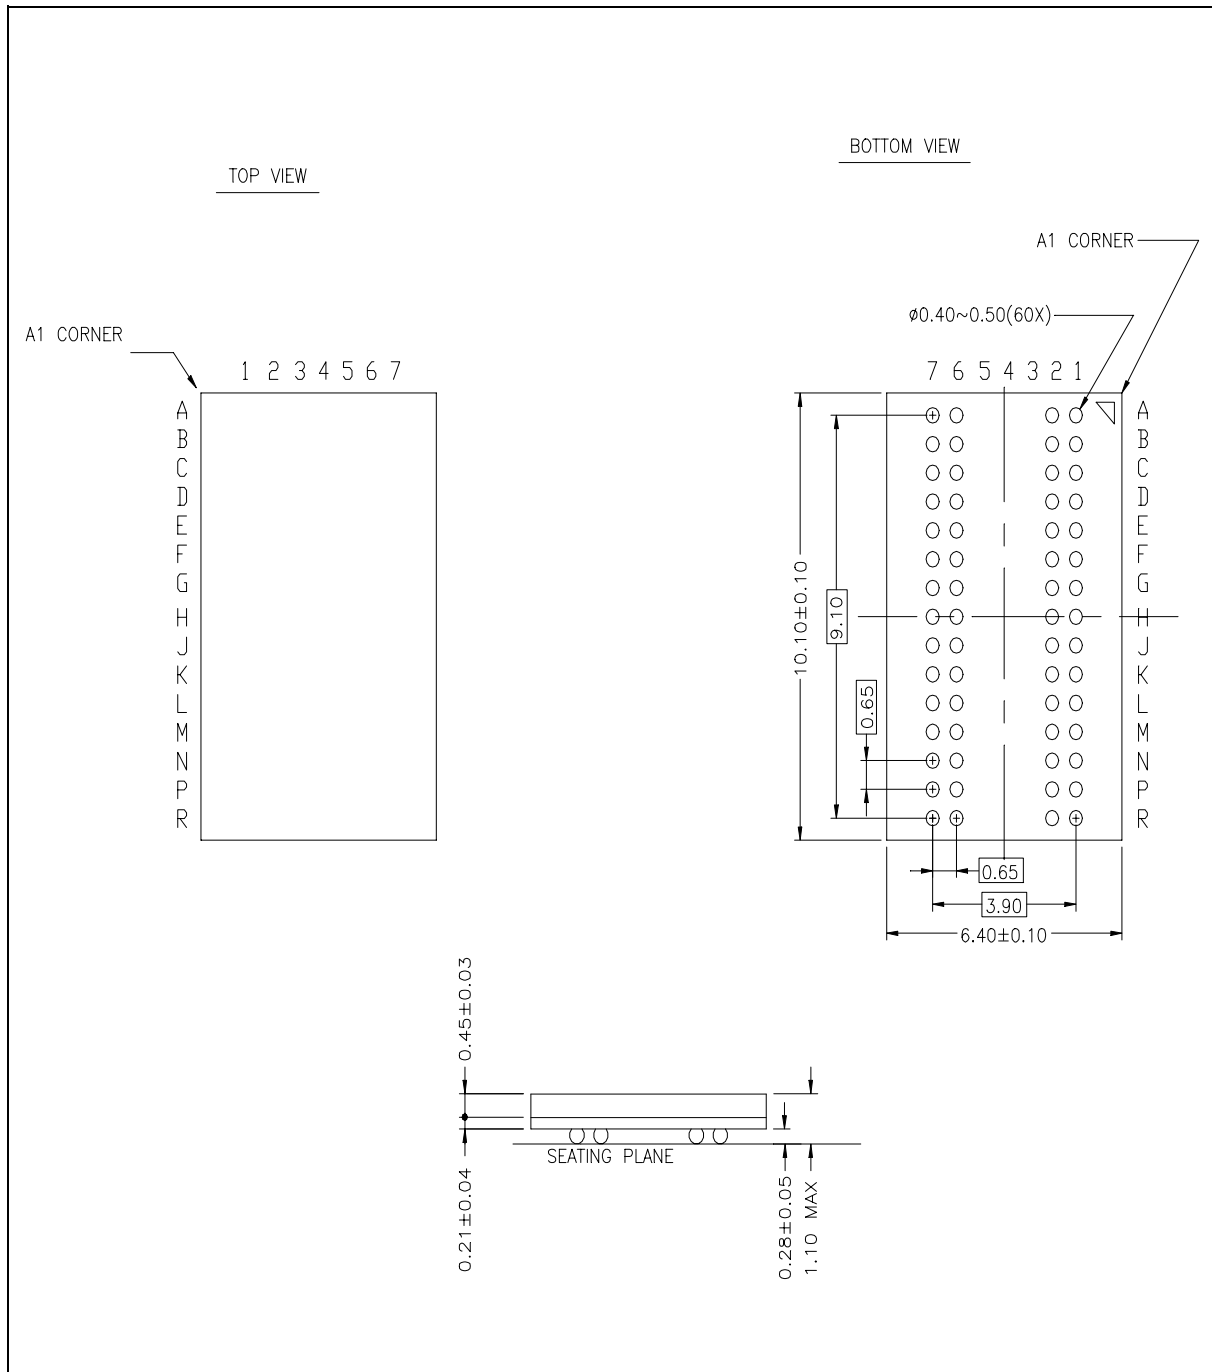 BOTTOM VIEW
TOP VIEW
A1 CORNER
ø0.40~0.50(60X)
A1 CORNER
1 2 3 4 5 6 7
7 6 5 4 3 2 1
A
B
C
D
E
F
G
H
J
K
L
M
N
P
R
A
B
C
D
E
F
G
H
J
K
L
M
N
P
R
10.10±0.10
9.10
0.65
0.65
3.90
6.40±0.10
0.45±0.03
SEATING PLANE
0.21±0.04
0.28±0.05
1.10 MAX